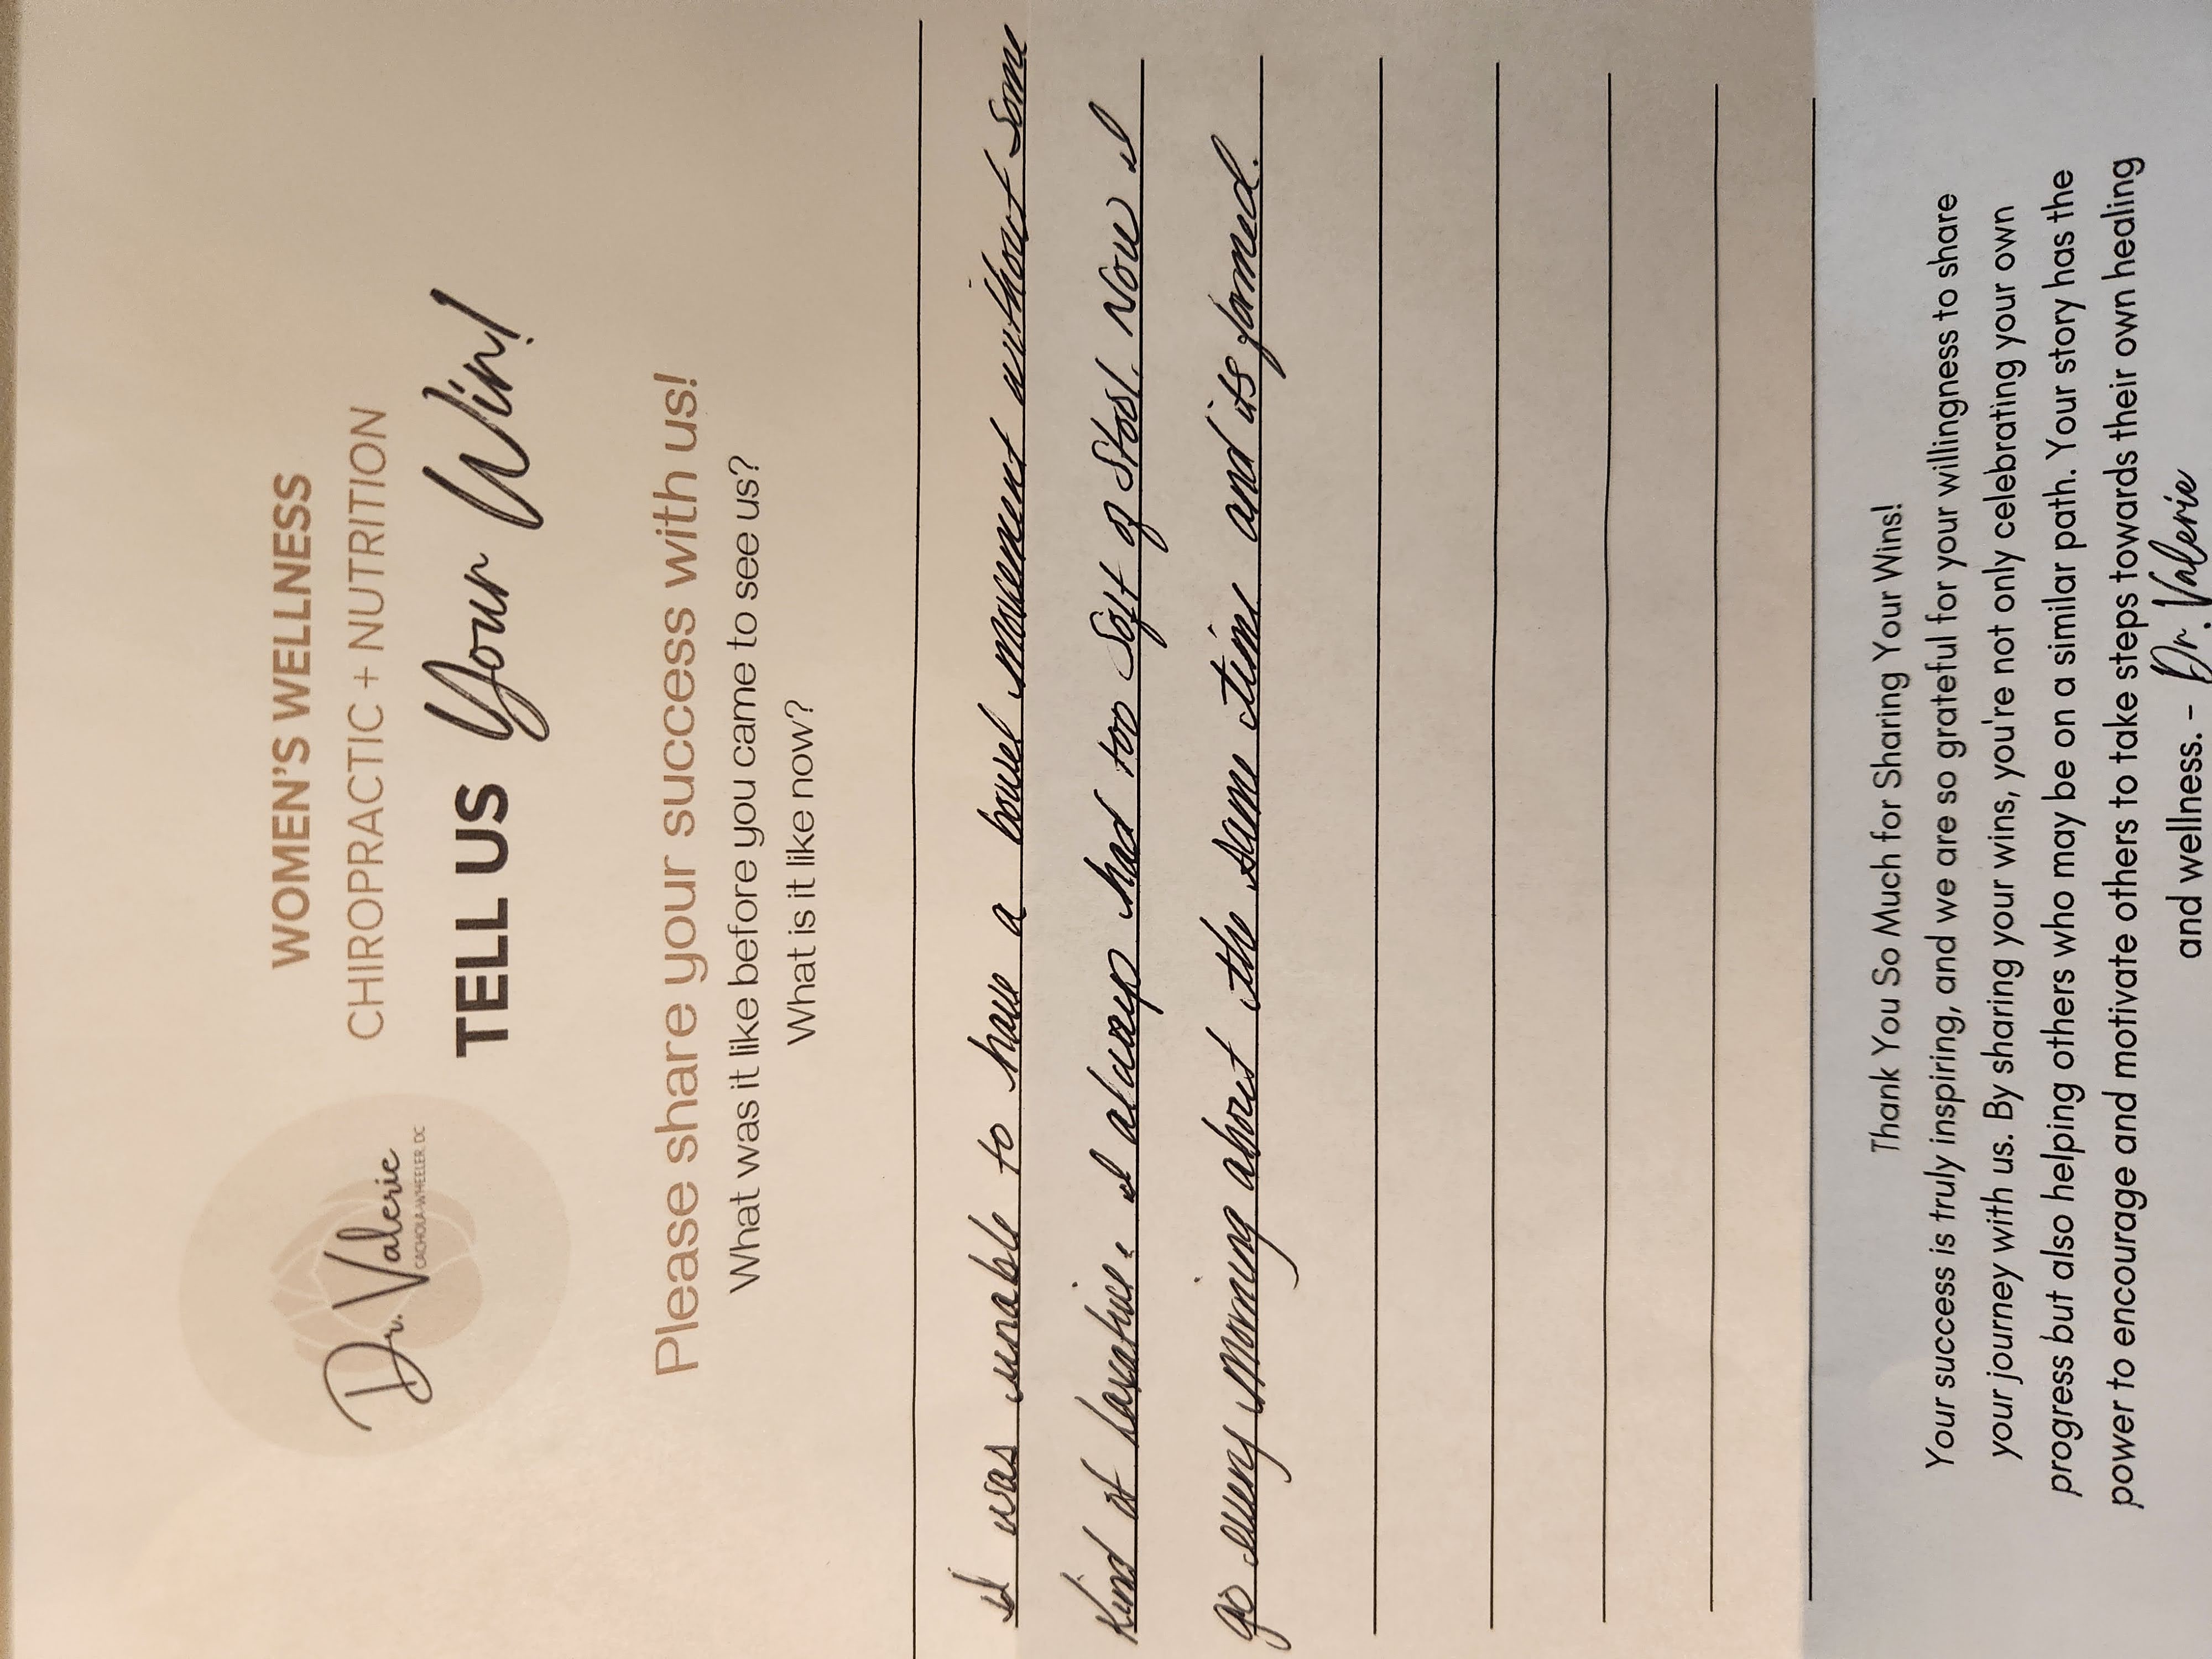 Dr. Valerie
CACHOLA-WHEELER, DC
WOMEN'S WELLNESS
CHIROPRACTIC + NUTRITION
TELL US Your Win!
Please share your success with us!
What was it like before you came to see us?
What is it like now?
I was unable to have a bowel movement without some
Kind of Laxative. I always had too Soft of Stool. Now I
go every morning about the same time and its formed.
Thank You So Much for Sharing Your Wins!
Your success is truly inspiring, and we are so grateful for your willingness to share
your journey with us. By sharing your wins, you're not only celebrating your own
progress but also helping others who may be on a similar path. Your story has the
power to encourage and motivate others to take steps towards their own healing
and wellness. - Dr. Valerie